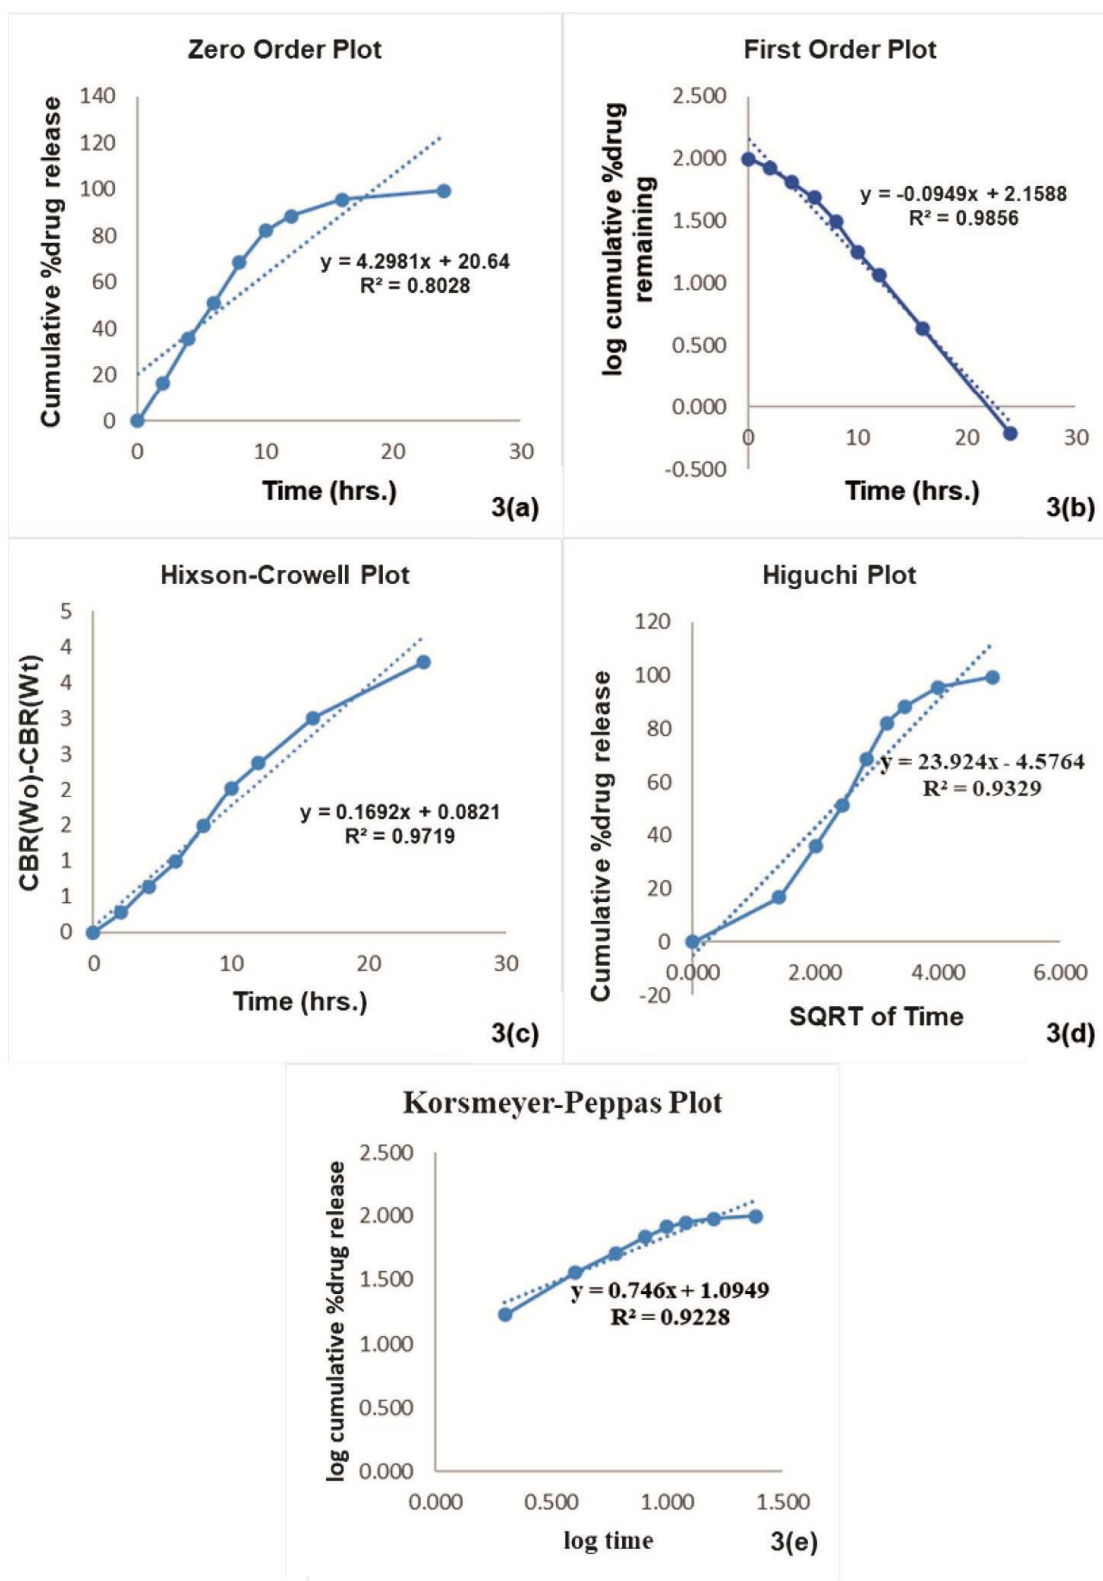 Zero Order Plot
Cumulative %drug release
140
120
100
80
60
40
20
0
y = 4.2981x + 20.64
R² = 0.8028
0 10 20 30
Time (hrs.)
3(a)
First Order Plot
log cumulative %drug
remaining
2.500
2.000
1.500
1.000
0.500
0.000
-0.500
y = -0.0949x + 2.1588
R² = 0.9856
0 10 20 30
Time (hrs.)
3(b)
Hixson-Crowell Plot
CBR(Wo)-CBR(Wt)
5
4
4
3
3
2
2
1
1
0
y = 0.1692x + 0.0821
R² = 0.9719
0 10 20 30
Time (hrs.)
3(c)
Higuchi Plot
Cumulative %drug release
120
100
80
60
40
20
0
-20
y = 23.924x - 4.5764
R² = 0.9329
0.000 2.000 4.000 6.000
SQRT of Time
3(d)
Korsmeyer-Peppas Plot
log cumulative %drug release
2.500
2.000
1.500
1.000
0.500
0.000
y = 0.746x + 1.0949
R² = 0.9228
0.000 0.500 1.000 1.500
log time
3(e)